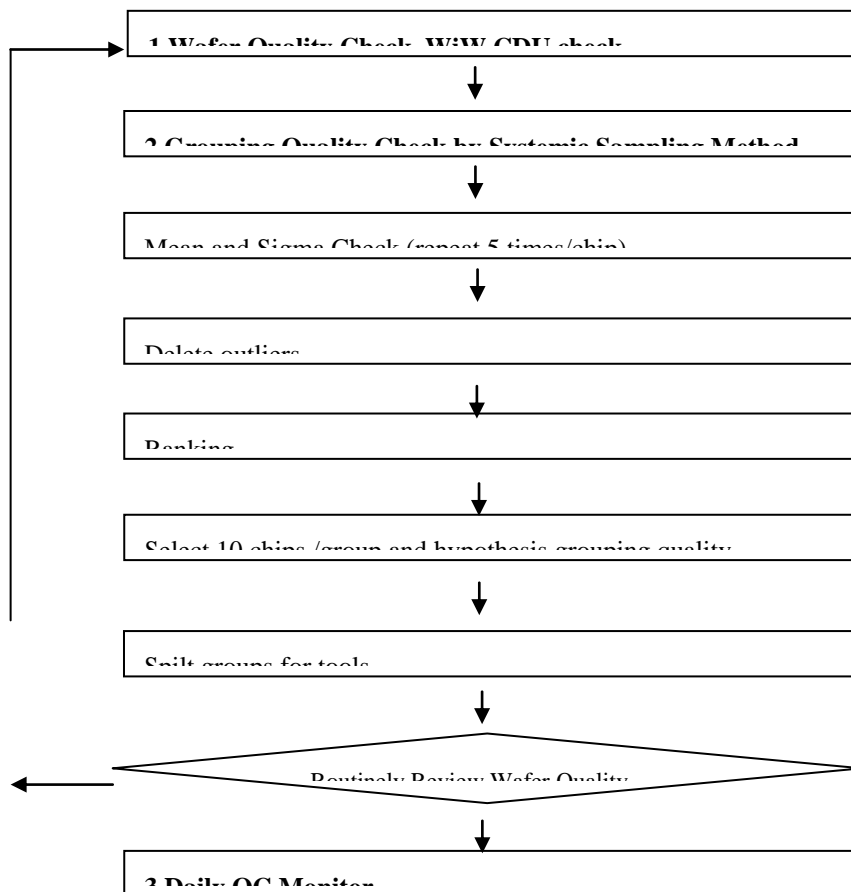 1 Wafer Quality Check- WiW CDU check
2 Grouping Quality Check by Systemic Sampling Method
Mean and Sigma Check (repeat 5 times/chip)
Delete outliers
Ranking
Select 10 chips /group and hypothesis grouping quality
Spilt groups for tools
Routinely Review Wafer Quality
3 Daily QC Monitor